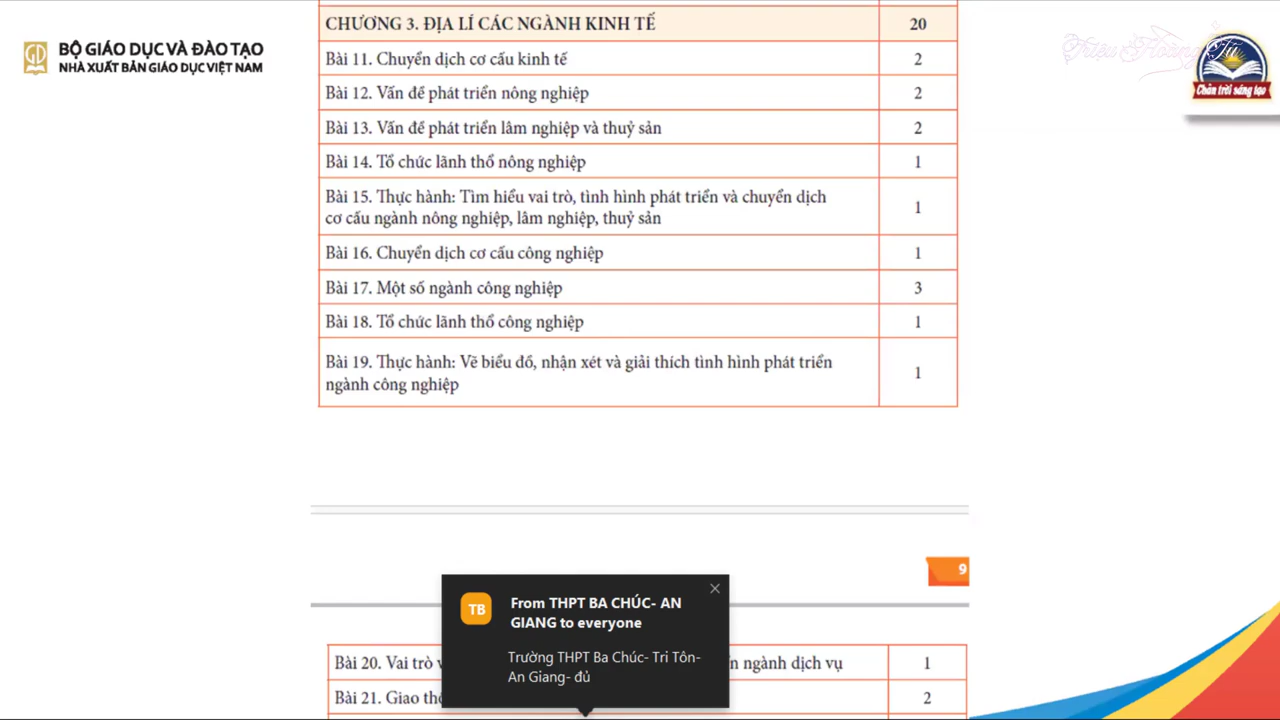 BỘ GIÁO DỤC VÀ ĐÀO TẠO
NHÀ XUẤT BẢN GIÁO DỤC VIỆT NAM
Triệu Hoàng Tử
Chân trời sáng tạo
CHƯƠNG 3. ĐỊA LÍ CÁC NGÀNH KINH TẾ 20
Bài 11. Chuyển dịch cơ cấu kinh tế 2
Bài 12. Vấn đề phát triển nông nghiệp 2
Bài 13. Vấn đề phát triển lâm nghiệp và thuỷ sản 2
Bài 14. Tổ chức lãnh thổ nông nghiệp 1
Bài 15. Thực hành: Tìm hiểu vai trò, tình hình phát triển và chuyển dịch
cơ cấu ngành nông nghiệp, lâm nghiệp, thuỷ sản 1
Bài 16. Chuyển dịch cơ cấu công nghiệp 1
Bài 17. Một số ngành công nghiệp 3
Bài 18. Tổ chức lãnh thổ công nghiệp 1
Bài 19. Thực hành: Vẽ biểu đồ, nhận xét và giải thích tình hình phát triển
ngành công nghiệp 1
9
TB
From THPT BA CHÚC- AN
GIANG to everyone
Trường THPT Ba Chúc- Tri Tôn-
An Giang- đủ
Bài 20. Vai trò ngành dịch vụ 1
Bài 21. Giao 2